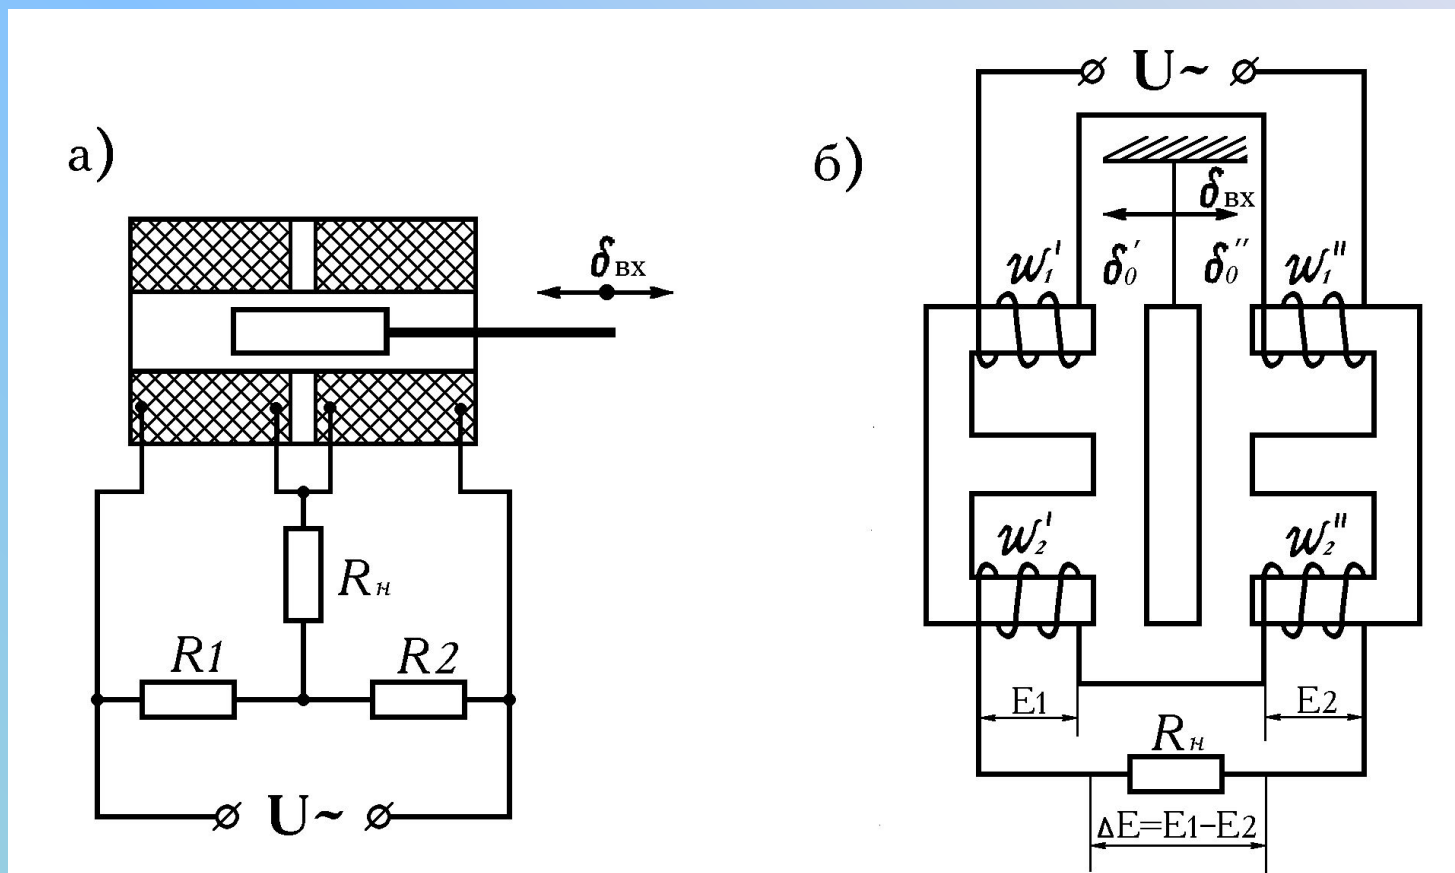 а)
δвх
Rн
R1
R2
U~
б)
U~
δвх
w₁'
δ₀'
δ₀''
w₁''
w₂'
w₂''
E1
E2
Rн
ΔE=E1-E2